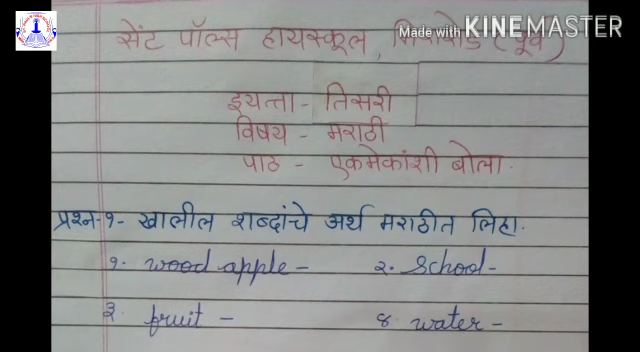 Made with KINEMASTER
सेंट पॉल्स हायस्कूल, मिरारोड (पूर्व)
इयत्ता - तिसरी
विषय - मराठी
पाठ - एकमेकांशी बोला.
प्रश्न-१- खालील शब्दांचे अर्थ मराठीत लिहा.
१. wood apple - २. School-
३. fruit - ४. water -